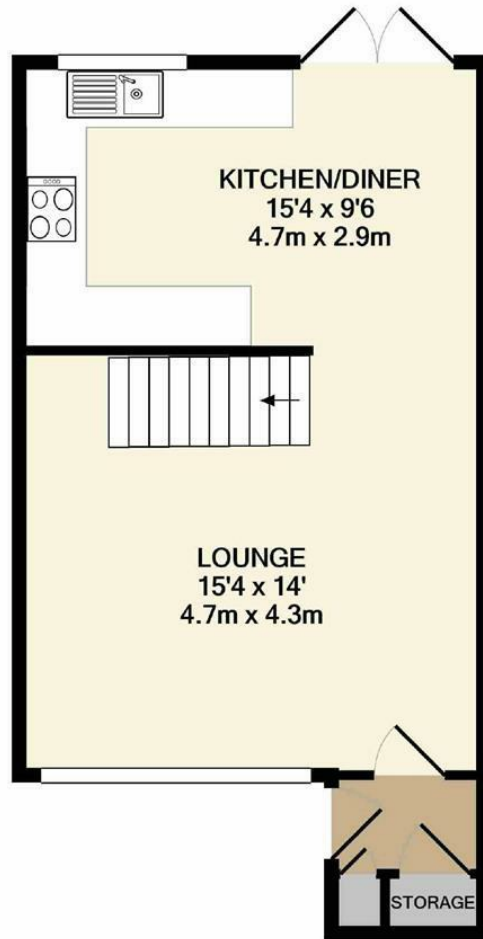 KITCHEN/DINER
15'4 x 9'6
4.7m x 2.9m
LOUNGE
15'4 x 14'
4.7m x 4.3m
STORAGE